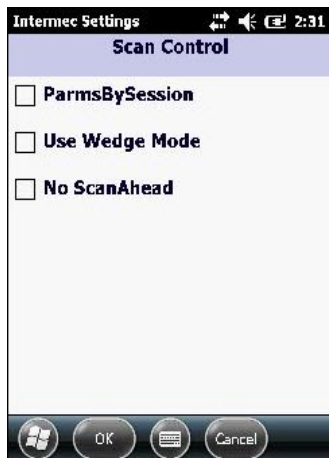 Intermec Settings 2:31
Scan Control
ParmsBySession
Use Wedge Mode
No ScanAhead
OK Cancel